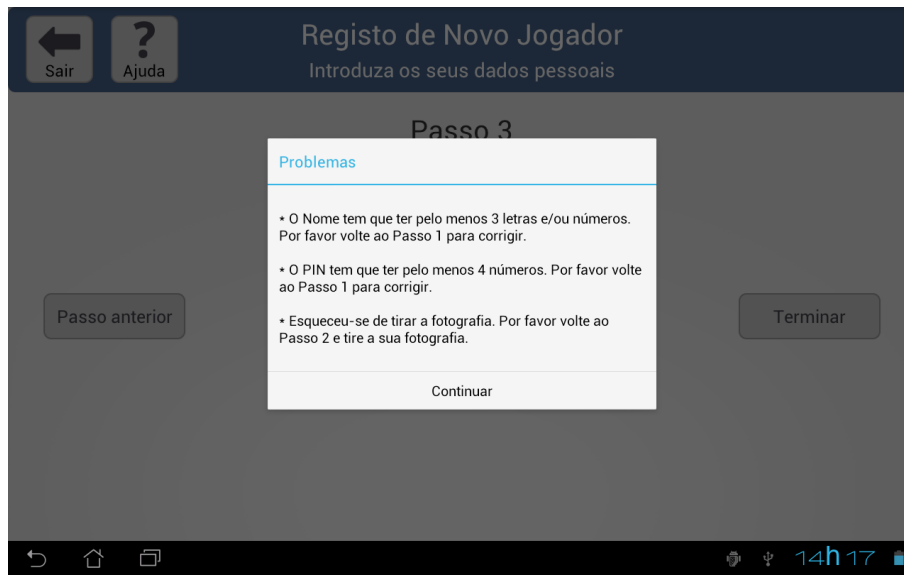 Registo de Novo Jogador
Introduza os seus dados pessoais
Sair
Ajuda
Passo 3
Problemas
* O Nome tem que ter pelo menos 3 letras e/ou números.
Por favor volte ao Passo 1 para corrigir.
* O PIN tem que ter pelo menos 4 números. Por favor volte
ao Passo 1 para corrigir.
* Esqueceu-se de tirar a fotografia. Por favor volte ao
Passo 2 e tire a sua fotografia.
Continuar
Passo anterior
Terminar
14h17